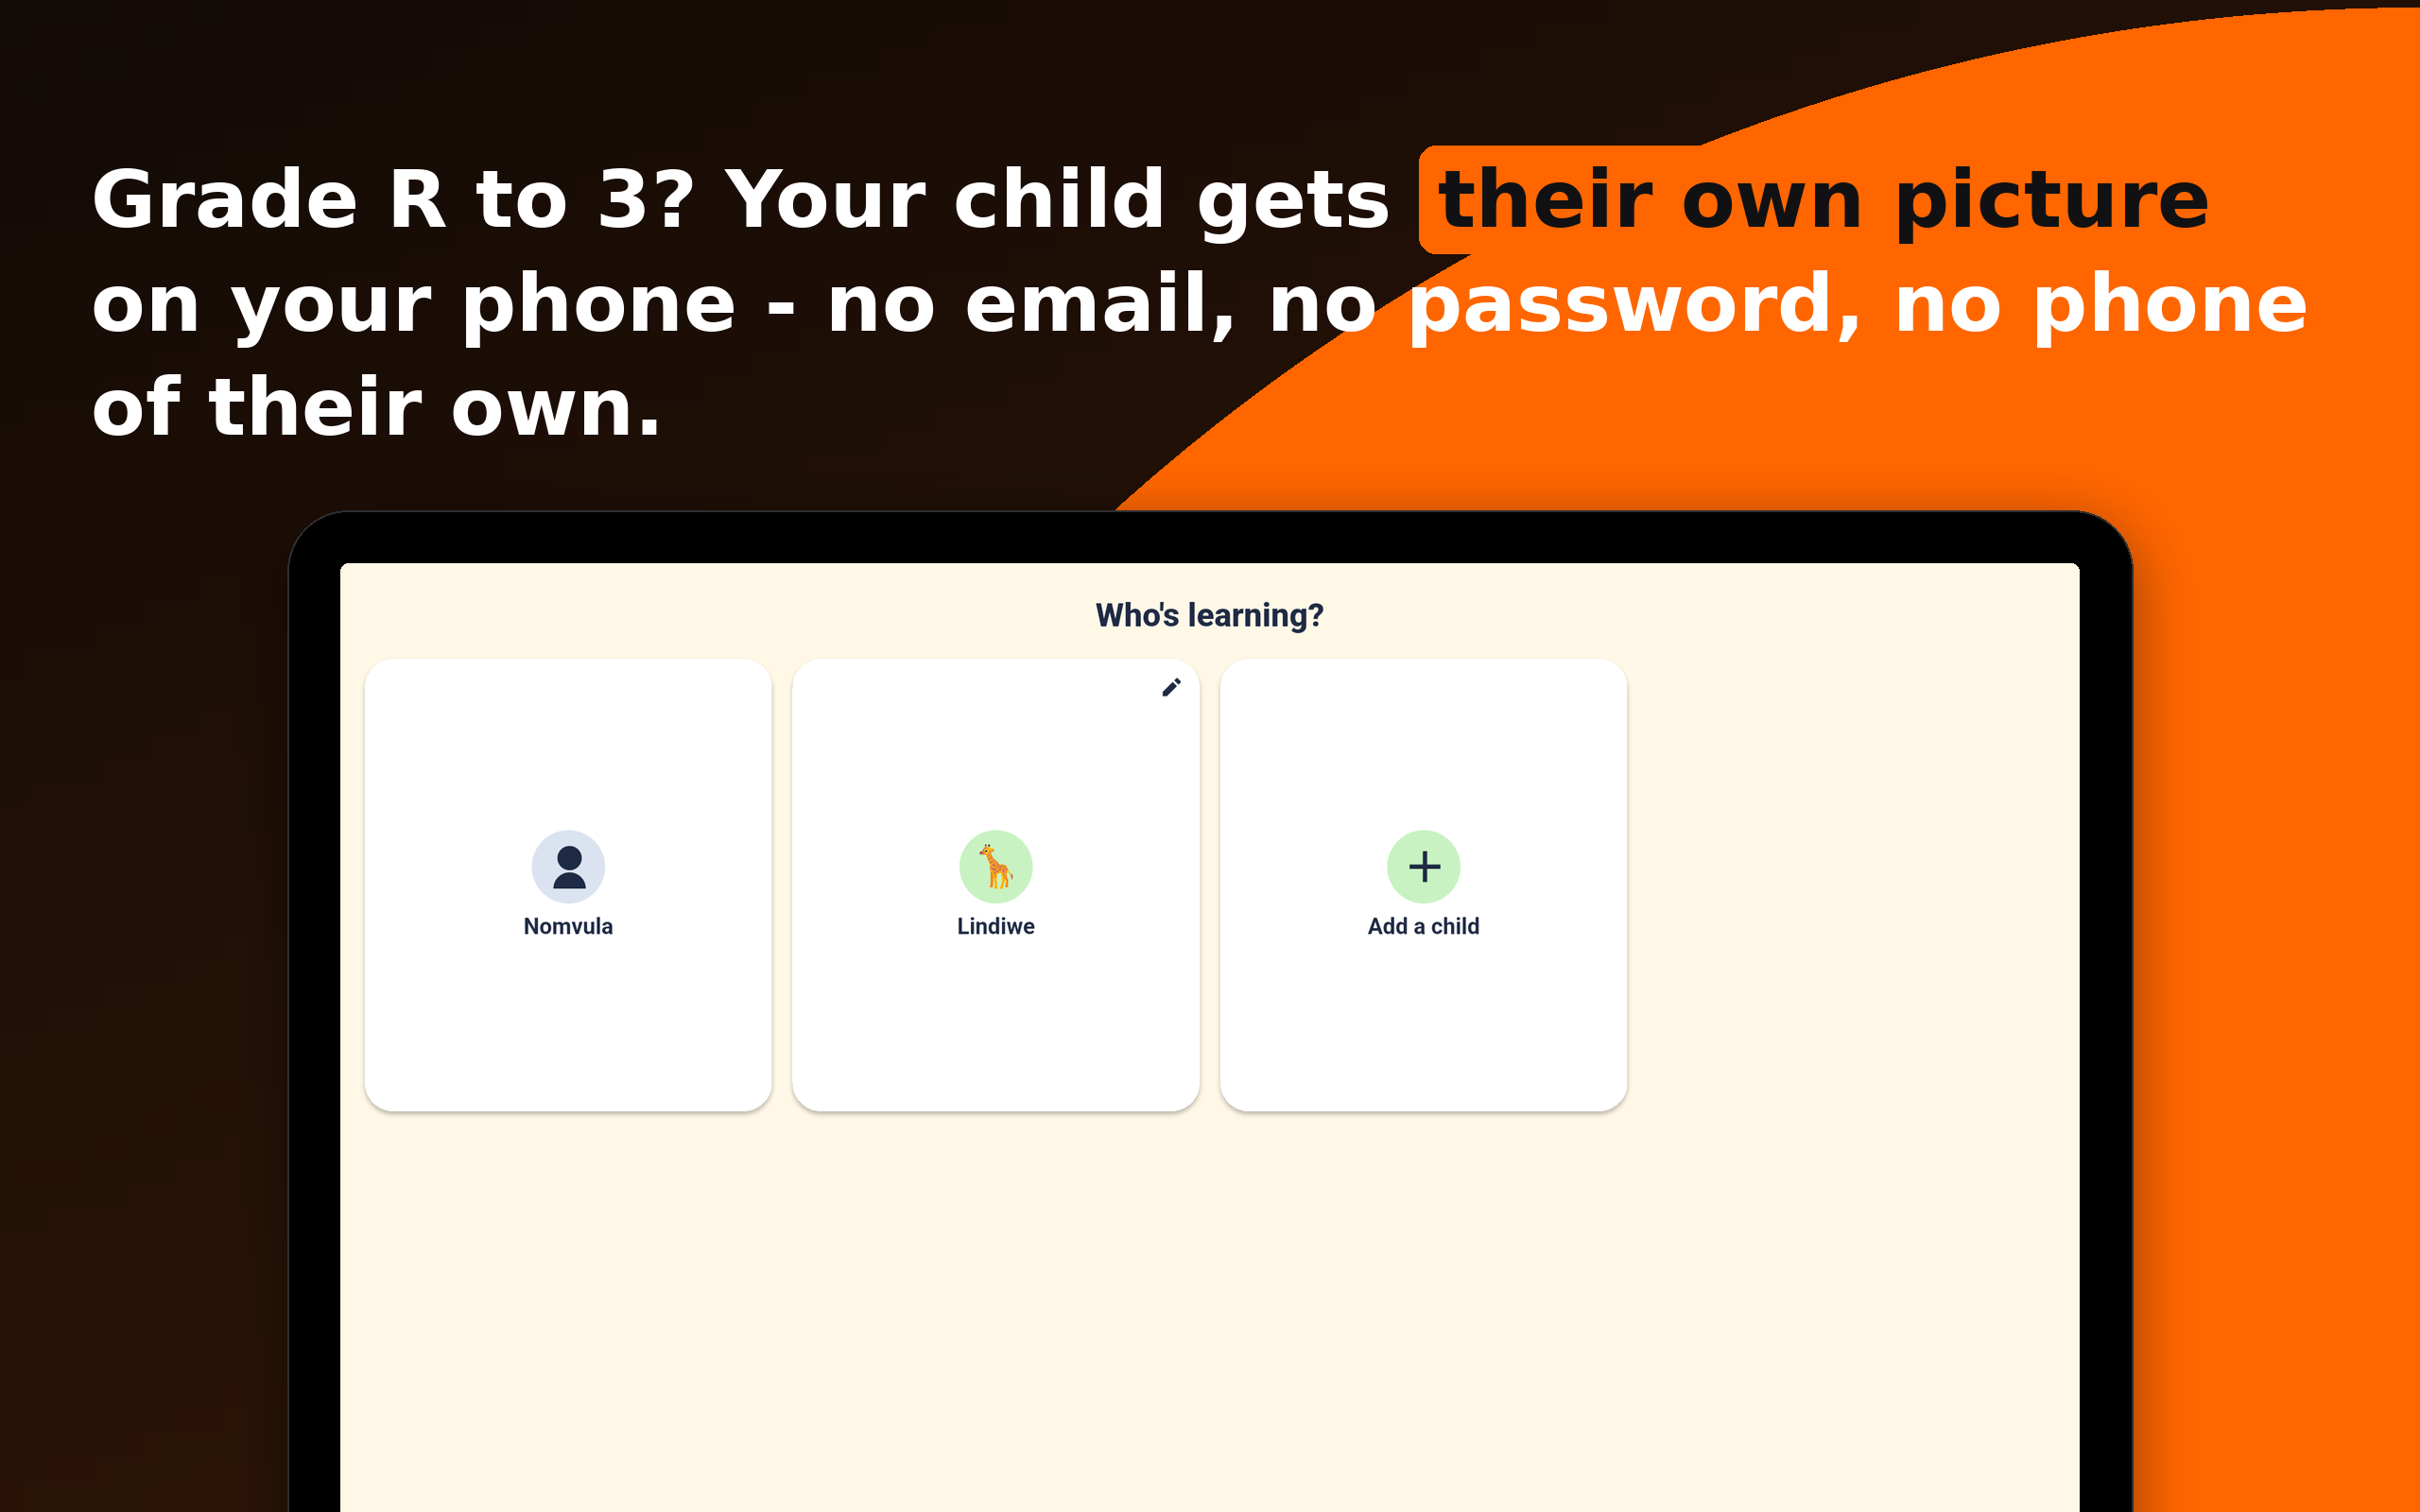 Grade R to 3? Your child gets their own picture
on your phone - no email, no password, no phone
of their own.
Who's learning?
Nomvula
Lindiwe
Add a child